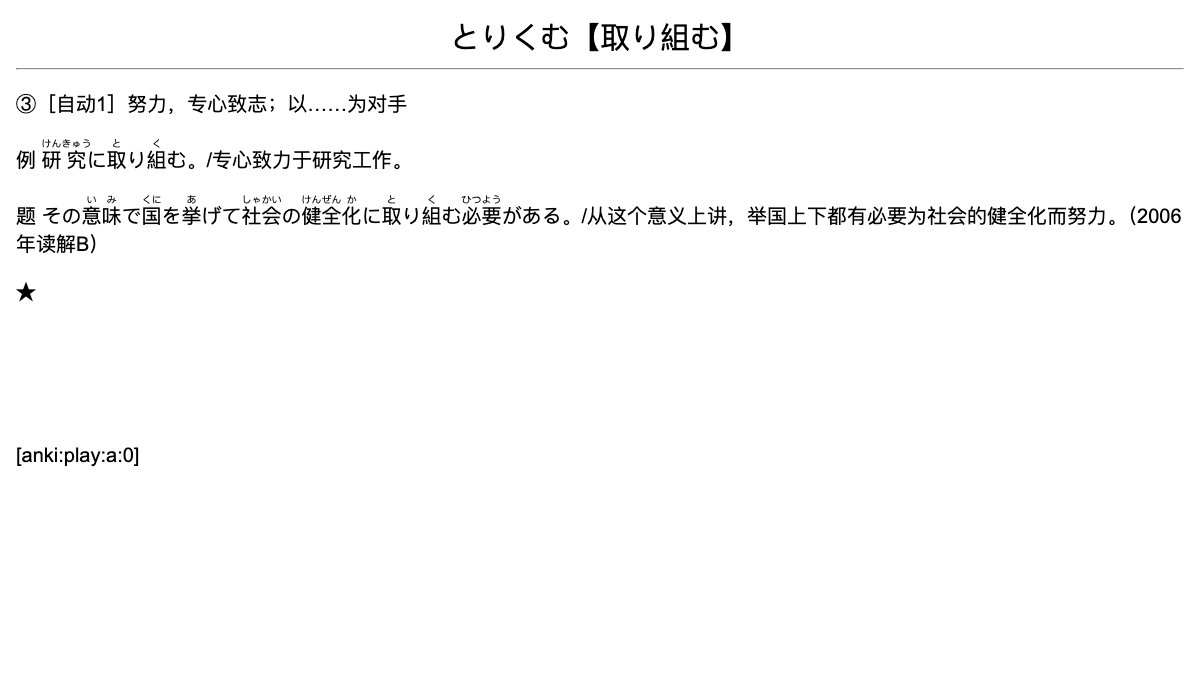 とりくむ【取り組む】
③［自动1］努力，专心致志；以……为对手
例 研究に取り組む。/专心致力于研究工作。
けんきゅう と く
题 その意味で国を挙げて社会の健全化に取り組む必要がある。/从这个意义上讲，举国上下都有必要为社会的健全化而努力。（2006
い み くに あ しゃかい けんぜん か と く ひつよう
年读解B）
★
[anki:play:a:0]